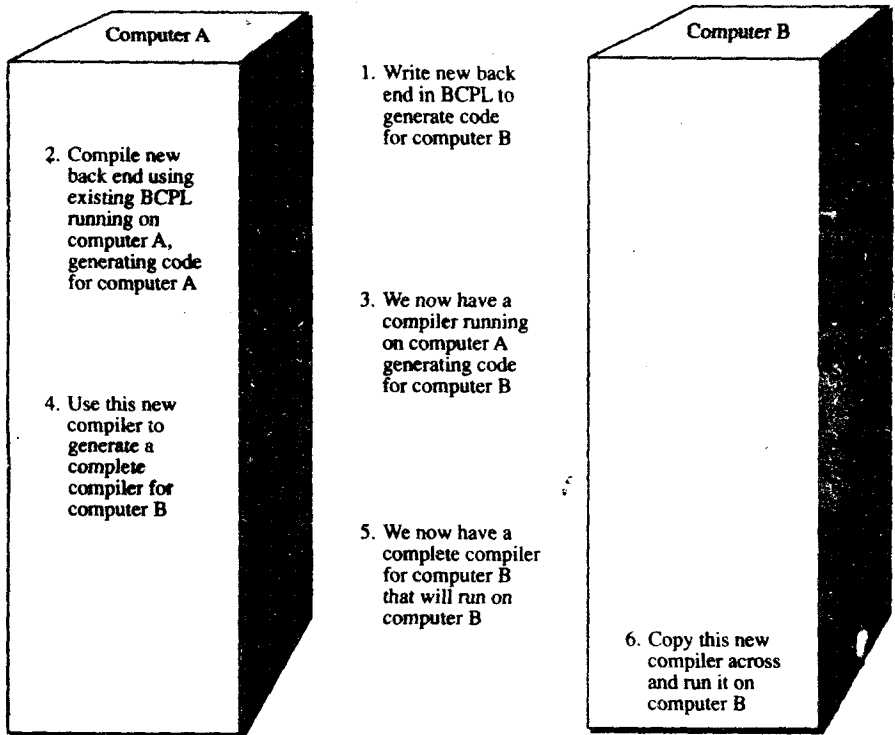 Computer A
Computer B
1. Write new back
end in BCPL to
generate code
for computer B
2. Compile new
back end using
existing BCPL
running on
computer A,
generating code
for computer A
3. We now have a
compiler running
on computer A
generating code
for computer B
4. Use this new
compiler to
generate a
complete
compiler for
computer B
5. We now have a
complete compiler
for computer B
that will run on
computer B
6. Copy this new
compiler across
and run it on
computer B